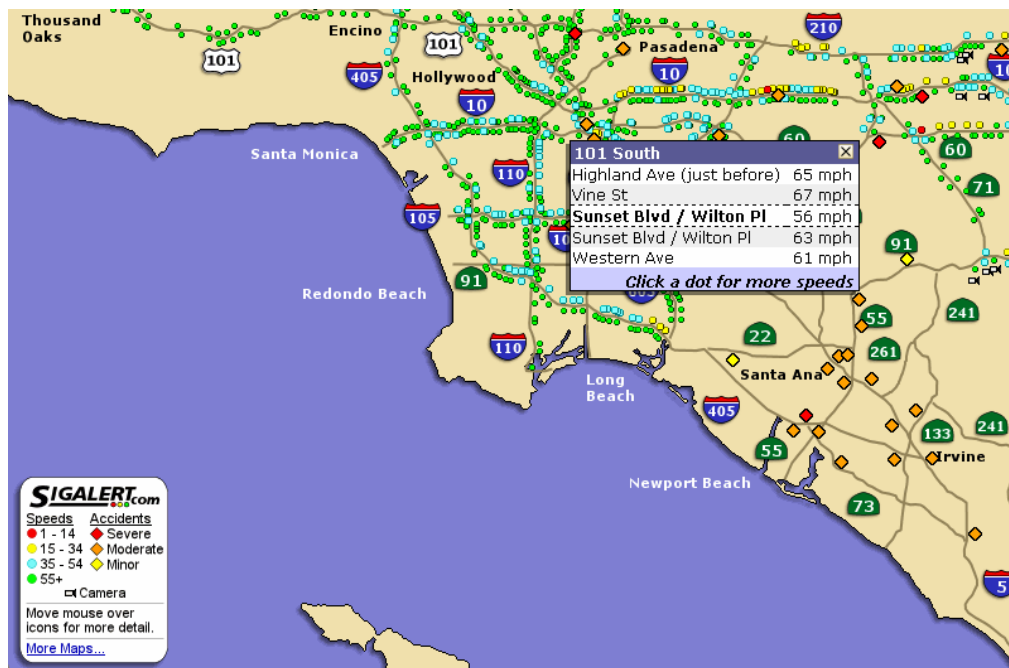 Thousand
Oaks
Encino
101
101
210
405
Hollywood
Pasadena
10
10
10
Santa Monica
110
60
60
71
101 South
Highland Ave (just before) 65 mph
Vine St 67 mph
Sunset Blvd / Wilton Pl 56 mph
Sunset Blvd / Wilton Pl 63 mph
Western Ave 61 mph
Click a dot for more speeds
105
91
91
Redondo Beach
110
22
55
261
241
Long
Beach
Santa Ana
405
133
241
55
Irvine
Newport Beach
73
5
SIGALERT.com
Speeds Accidents
1 - 14 Severe
15 - 34 Moderate
35 - 54 Minor
55+
Camera
Move mouse over
icons for more detail.
More Maps...